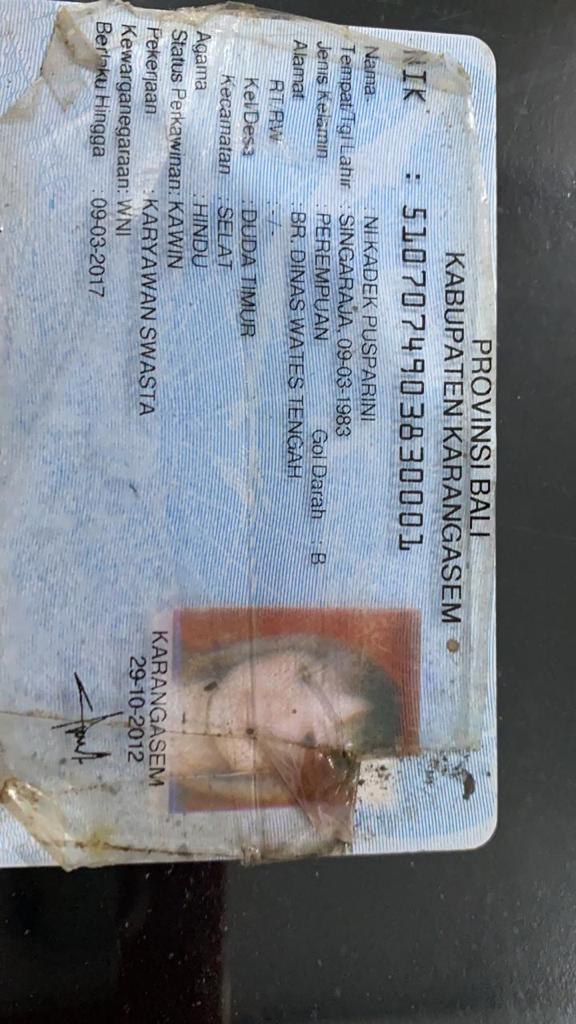 PROVINSI BALI
KABUPATEN KARANGASEM
NIK : 5107074903830001
Nama : NI KADEK PUSPARINI
Tempat/Tgl Lahir : SINGARAJA, 09-03-1983
Jenis Kelamin : PEREMPUAN Gol Darah : B
Alamat : BR. DINAS WATES TENGAH
RT/RW : -/-
Kel/Desa : DUDA TIMUR
Kecamatan : SELAT
Agama : HINDU
Status Perkawinan: KAWIN
Pekerjaan : KARYAWAN SWASTA
Kewarganegaraan: WNI
Berlaku Hingga : 09-03-2017
KARANGASEM
29-10-2012